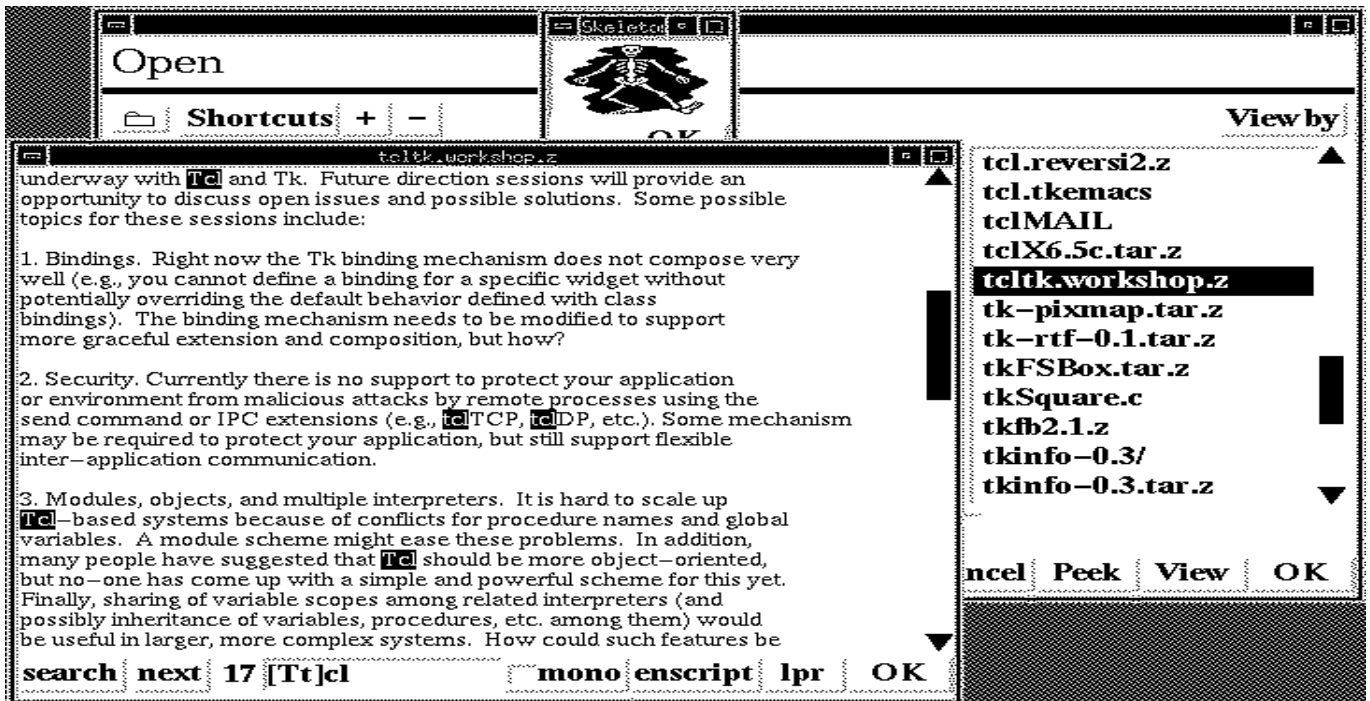 Skeleto
Open
Shortcuts + −
OK
View by
tcltk.workshop.z
underway with Tcl and Tk.  Future direction sessions will provide an
opportunity to discuss open issues and possible solutions.  Some possible
topics for these sessions include:
1. Bindings.  Right now the Tk binding mechanism does not compose very
well (e.g., you cannot define a binding for a specific widget without
potentially overriding the default behavior defined with class
bindings).  The binding mechanism needs to be modified to support
more graceful extension and composition, but how?
2. Security. Currently there is no support to protect your application
or environment from malicious attacks by remote processes using the
send command or IPC extensions (e.g., tclTCP, tclDP, etc.). Some mechanism
may be required to protect your application, but still support flexible
inter−application communication.
3. Modules, objects, and multiple interpreters.  It is hard to scale up
Tcl−based systems because of conflicts for procedure names and global
variables.  A module scheme might ease these problems.  In addition,
many people have suggested that Tcl should be more object−oriented,
but no−one has come up with a simple and powerful scheme for this yet.
Finally, sharing of variable scopes among related interpreters (and
possibly inheritance of variables, procedures, etc. among them) would
be useful in larger, more complex systems.  How could such features be
search next 17 [Tt]cl mono enscript lpr OK
tcl.reversi2.z
tcl.tkemacs
tclMAIL
tclX6.5c.tar.z
tcltk.workshop.z
tk−pixmap.tar.z
tk−rtf−0.1.tar.z
tkFSBox.tar.z
tkSquare.c
tkfb2.1.z
tkinfo−0.3/
tkinfo−0.3.tar.z
ncel Peek View OK